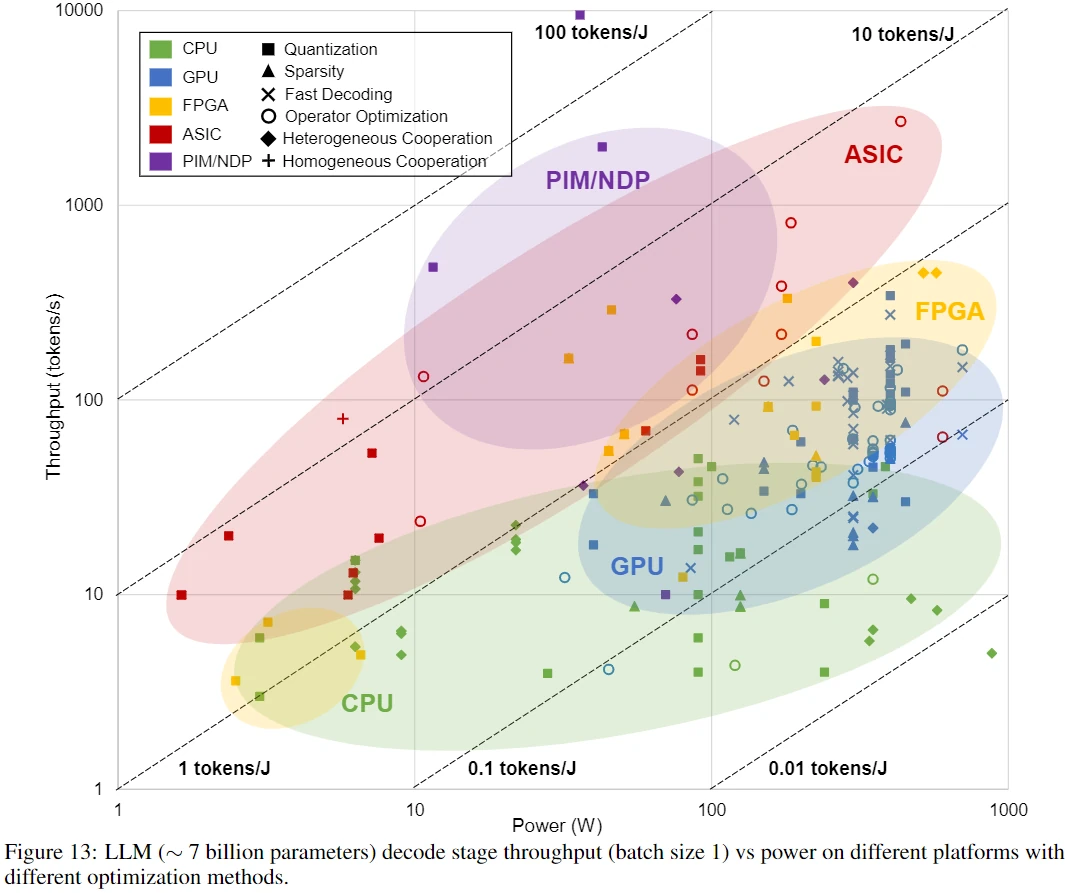 10000
1000
100
10
1
Throughput (tokens/s)
CPU
GPU
FPGA
ASIC
PIM/NDP
Quantization
Sparsity
Fast Decoding
Operator Optimization
Heterogeneous Cooperation
Homogeneous Cooperation
100 tokens/J
10 tokens/J
ASIC
PIM/NDP
FPGA
GPU
CPU
1 tokens/J
0.1 tokens/J
0.01 tokens/J
1
10
100
1000
Power (W)
Figure 13: LLM (∼ 7 billion parameters) decode stage throughput (batch size 1) vs power on different platforms with
different optimization methods.